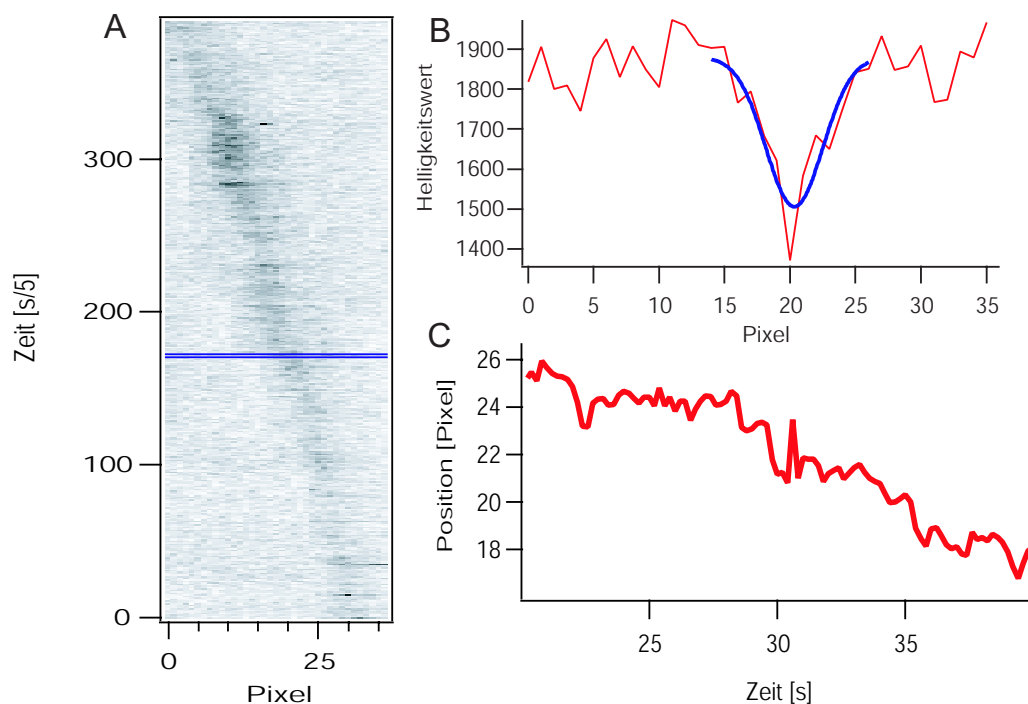 A
Zeit [s/5]
300
200
100
0
0 25
Pixel
B
Helligkeitswert
1900
1800
1700
1600
1500
1400
0 5 10 15 20 25 30 35
Pixel
C
Position [Pixel]
26
24
22
20
18
25 30 35
Zeit [s]